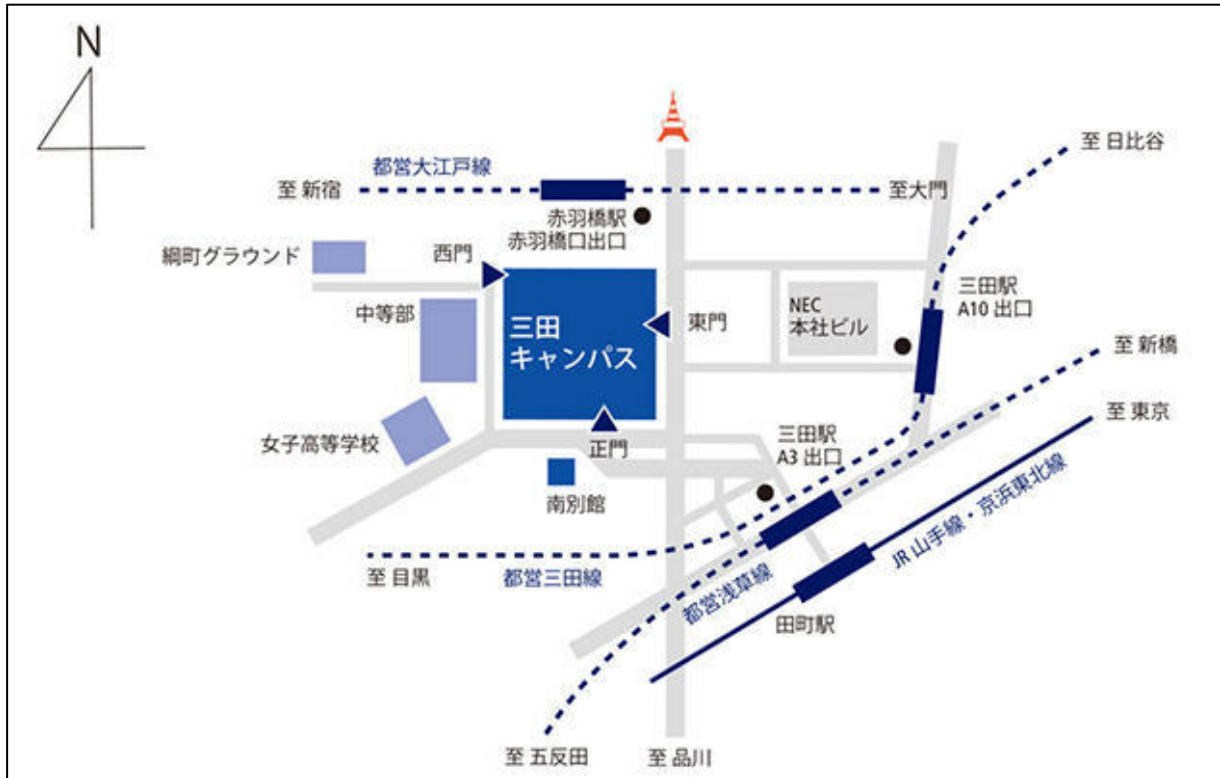 N
至 日比谷
都営大江戸線
至 新宿
至大門
赤羽橋駅
赤羽橋口出口
綱町グラウンド
西門
三田駅
A10 出口
中等部
三田
キャンパス
東門
NEC
本社ビル
至 新橋
至 東京
女子高等学校
正門
三田駅
A3 出口
南別館
JR 山手線・京浜東北線
至 目黒
都営三田線
都営浅草線
田町駅
至 五反田
至 品川